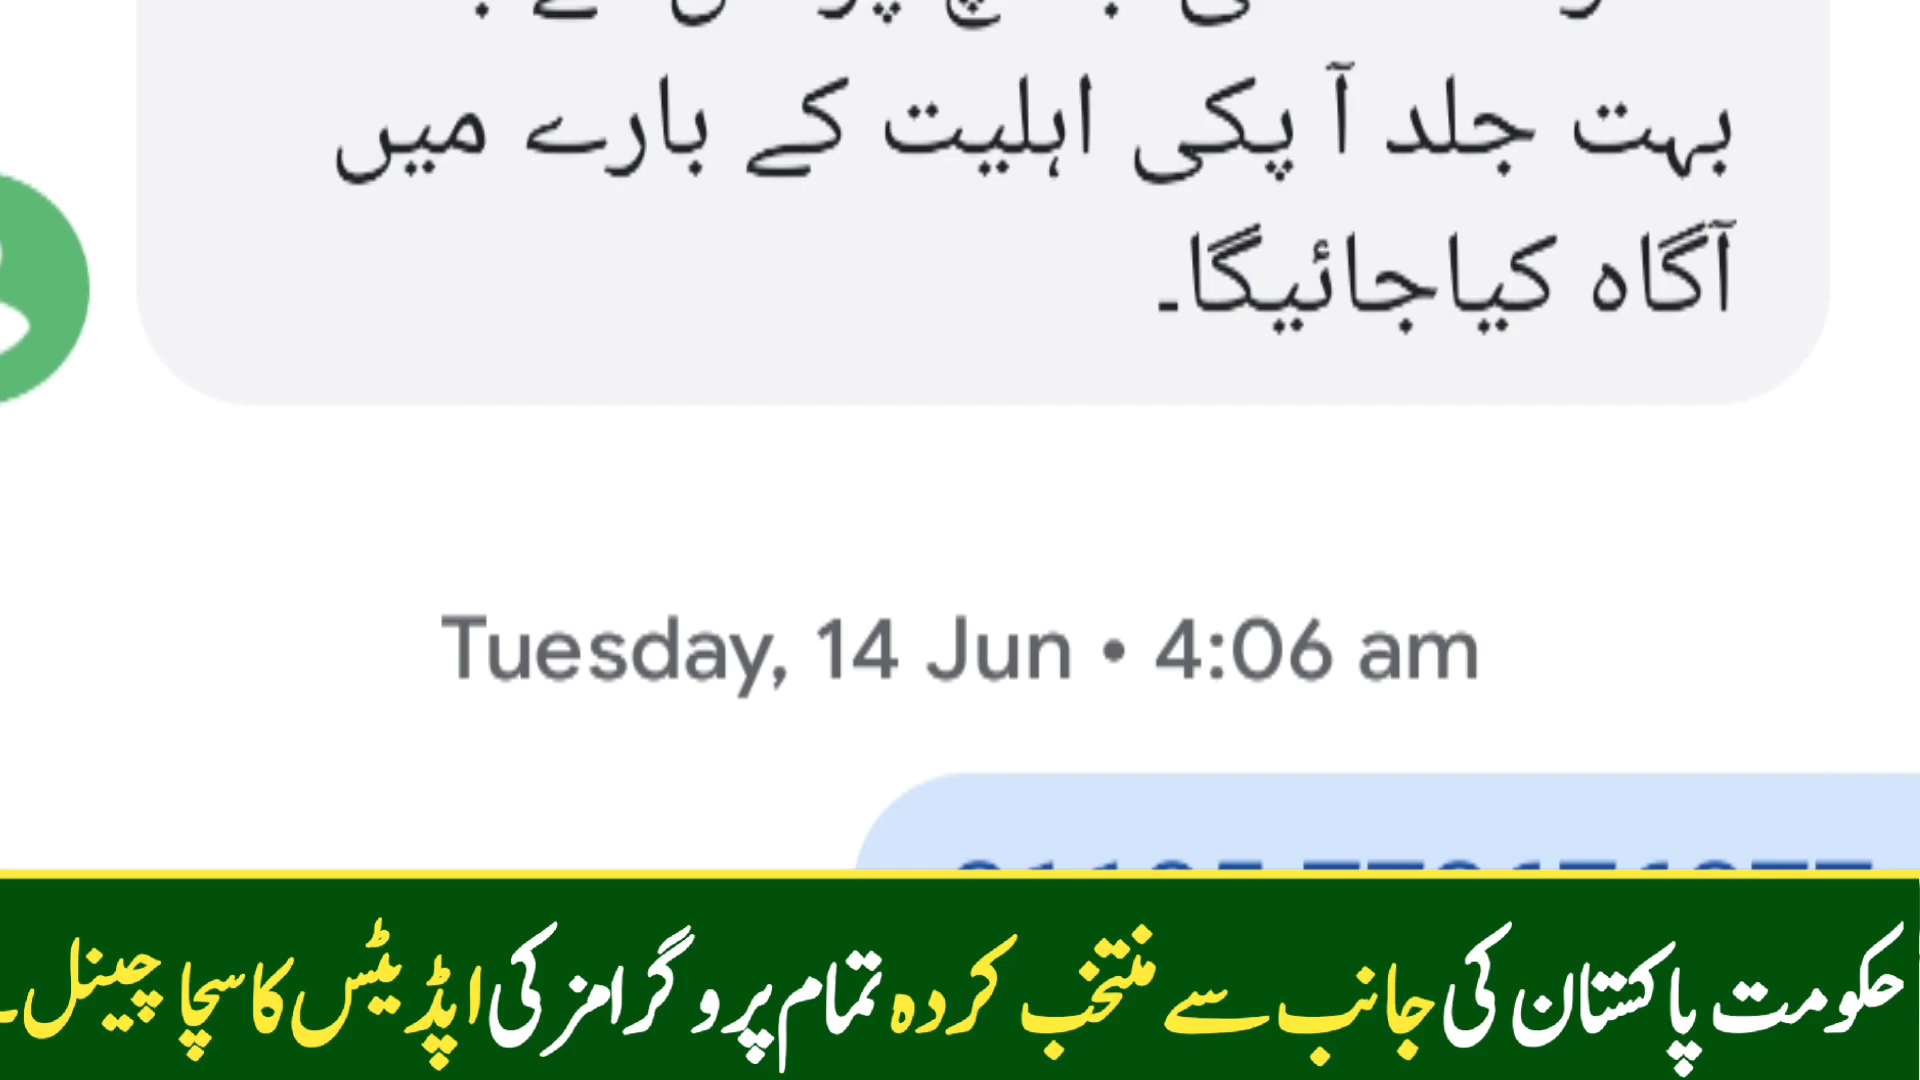 بہت جلد آ پکی اہلیت کے بارے میں
آگاہ کیاجائیگا۔
Tuesday, 14 Jun • 4:06 am
حکومت پاکستان کی جانب سے منتخب کردہ تمام پروگرامز کی اپڈیٹس کا سچا چینل۔